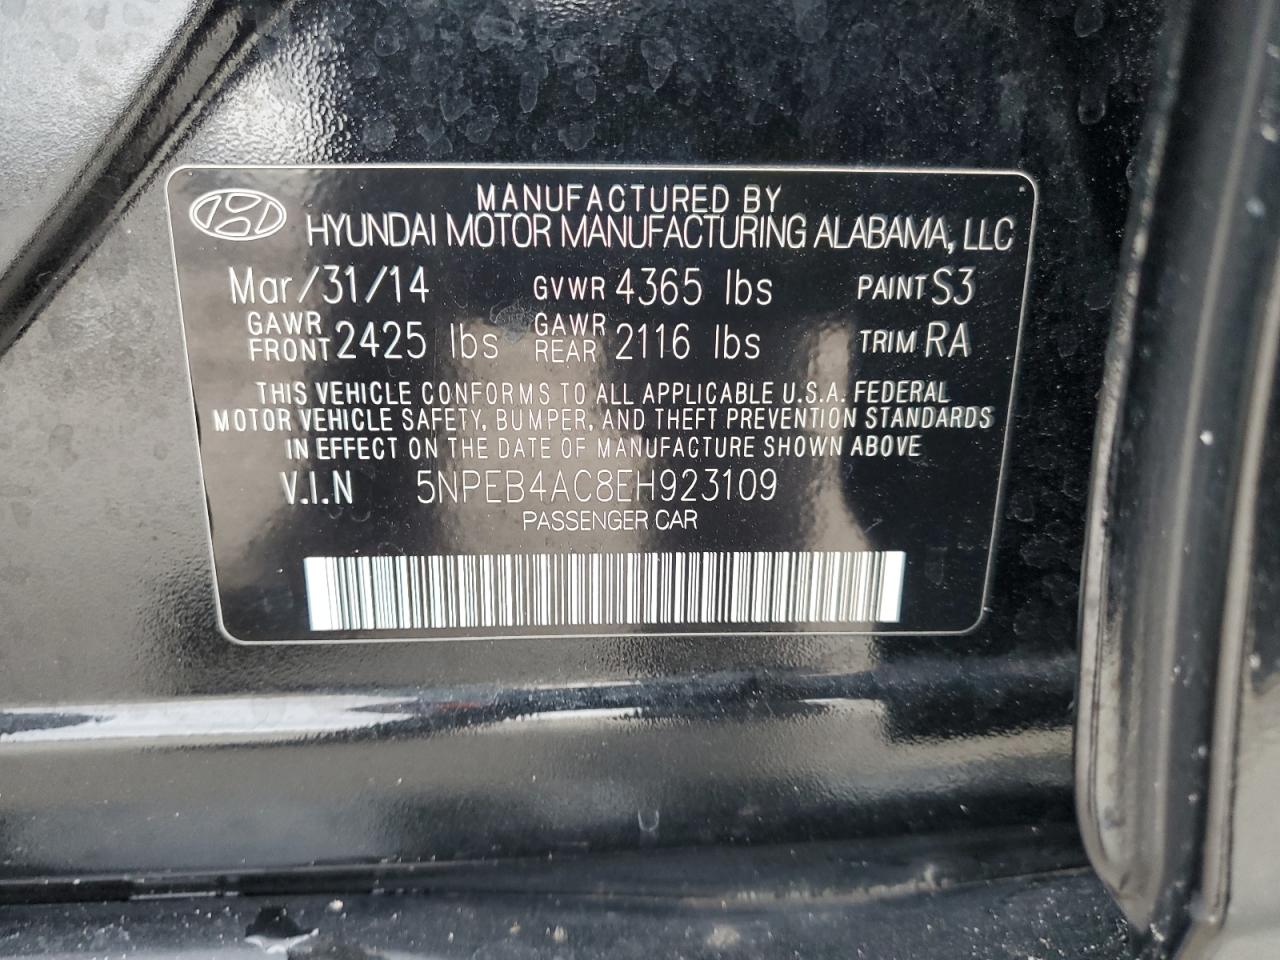 MANUFACTURED BY
HYUNDAI MOTOR MANUFACTURING ALABAMA, LLC
Mar/31/14 GVWR 4365 lbs PAINT S3
GAWR FRONT 2425 lbs GAWR REAR 2116 lbs TRIM RA
THIS VEHICLE CONFORMS TO ALL APPLICABLE U.S.A. FEDERAL
MOTOR VEHICLE SAFETY, BUMPER, AND THEFT PREVENTION STANDARDS
IN EFFECT ON THE DATE OF MANUFACTURE SHOWN ABOVE
V.I.N 5NPEB4AC8EH923109
PASSENGER CAR